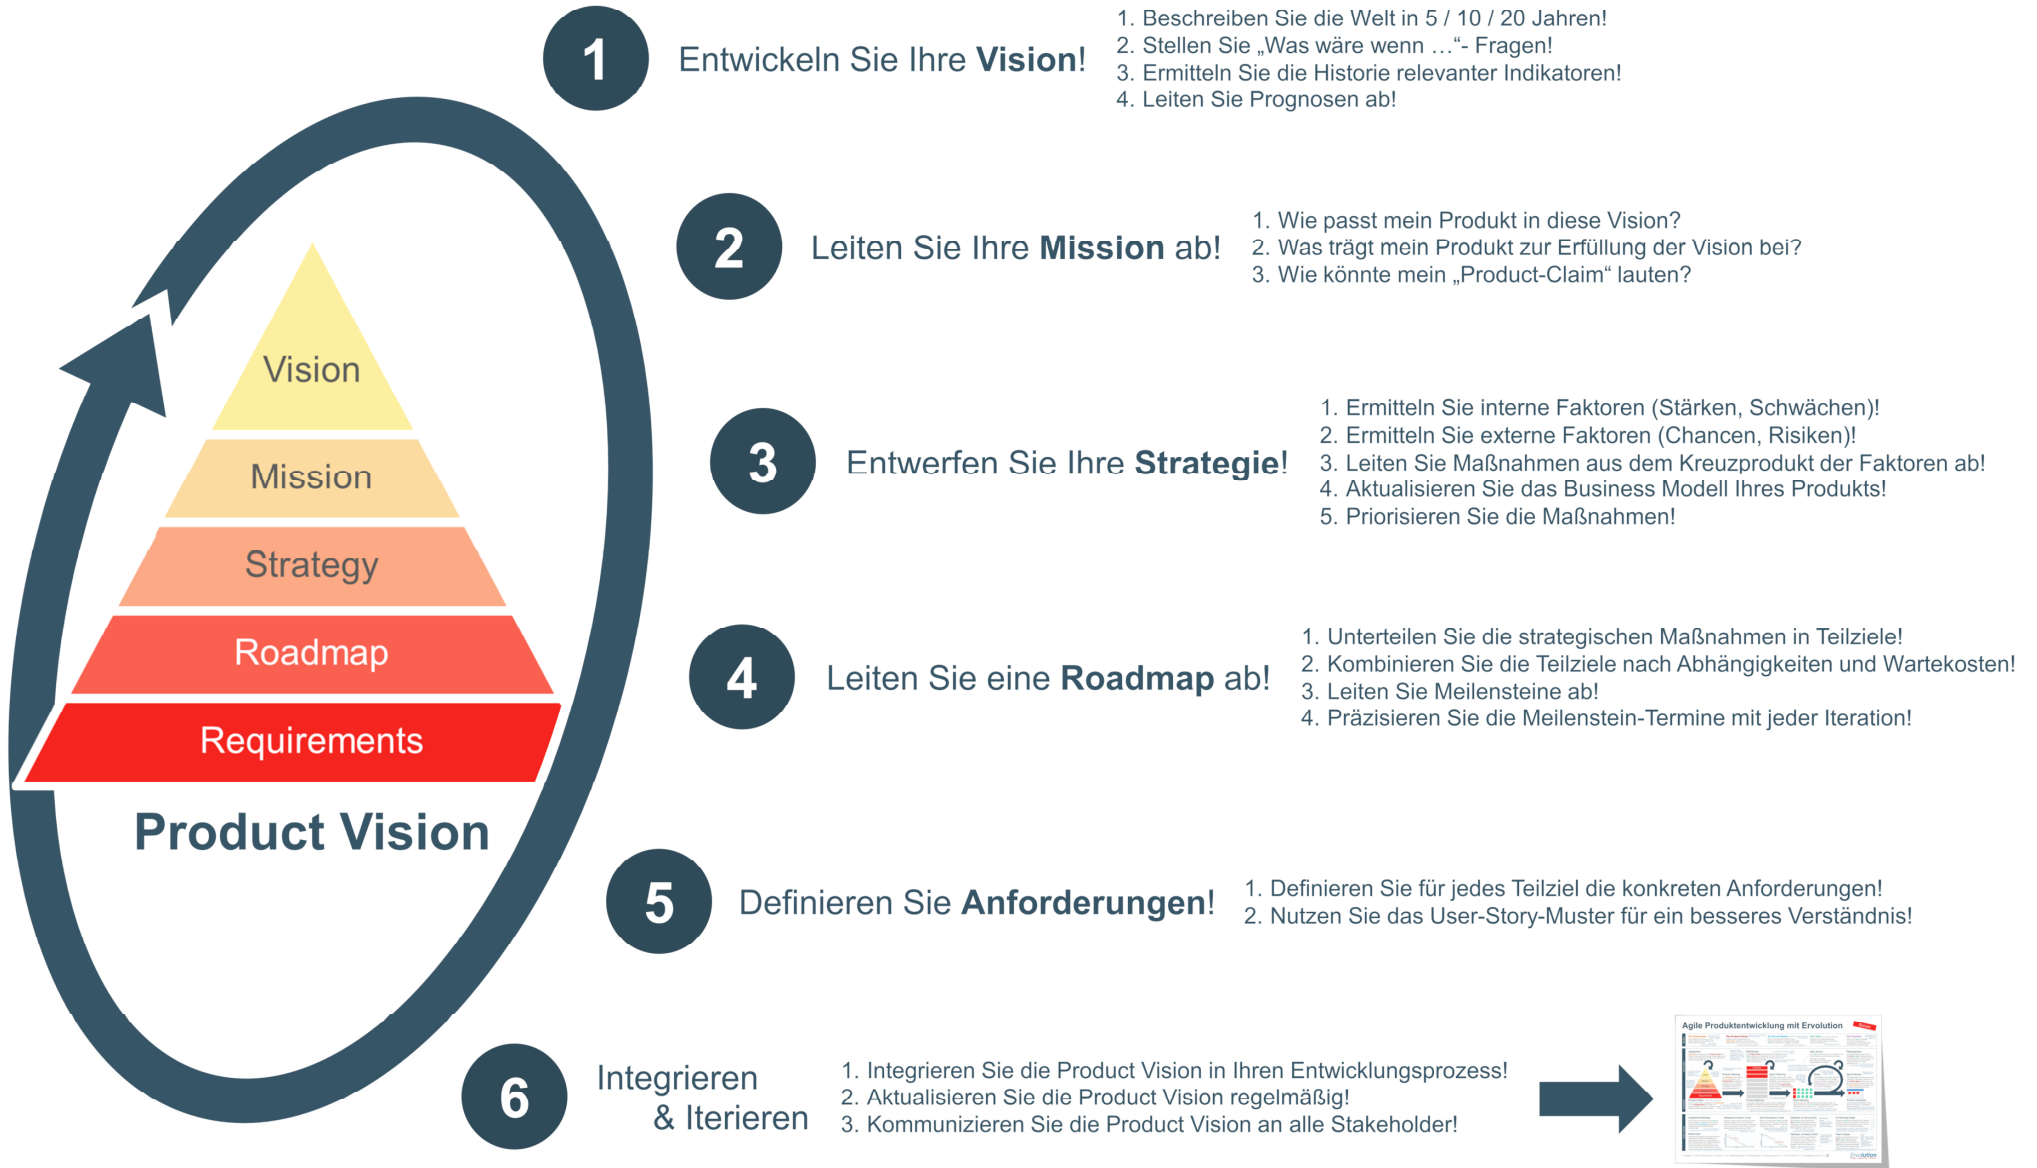 1
Entwickeln Sie Ihre Vision!
1. Beschreiben Sie die Welt in 5 / 10 / 20 Jahren!
2. Stellen Sie „Was wäre wenn …“- Fragen!
3. Ermitteln Sie die Historie relevanter Indikatoren!
4. Leiten Sie Prognosen ab!
2
Leiten Sie Ihre Mission ab!
1. Wie passt mein Produkt in diese Vision?
2. Was trägt mein Produkt zur Erfüllung der Vision bei?
3. Wie könnte mein „Product-Claim“ lauten?
3
Entwerfen Sie Ihre Strategie!
1. Ermitteln Sie interne Faktoren (Stärken, Schwächen)!
2. Ermitteln Sie externe Faktoren (Chancen, Risiken)!
3. Leiten Sie Maßnahmen aus dem Kreuzprodukt der Faktoren ab!
4. Aktualisieren Sie das Business Modell Ihres Produkts!
5. Priorisieren Sie die Maßnahmen!
4
Leiten Sie eine Roadmap ab!
1. Unterteilen Sie die strategischen Maßnahmen in Teilziele!
2. Kombinieren Sie die Teilziele nach Abhängigkeiten und Wartekosten!
3. Leiten Sie Meilensteine ab!
4. Präzisieren Sie die Meilenstein-Termine mit jeder Iteration!
5
Definieren Sie Anforderungen!
1. Definieren Sie für jedes Teilziel die konkreten Anforderungen!
2. Nutzen Sie das User-Story-Muster für ein besseres Verständnis!
6
Integrieren
& Iterieren
1. Integrieren Sie die Product Vision in Ihren Entwicklungsprozess!
2. Aktualisieren Sie die Product Vision regelmäßig!
3. Kommunizieren Sie die Product Vision an alle Stakeholder!
Vision
Mission
Strategy
Roadmap
Requirements
Product Vision
Agile Produktentwicklung mit Ervolution
Ervolution